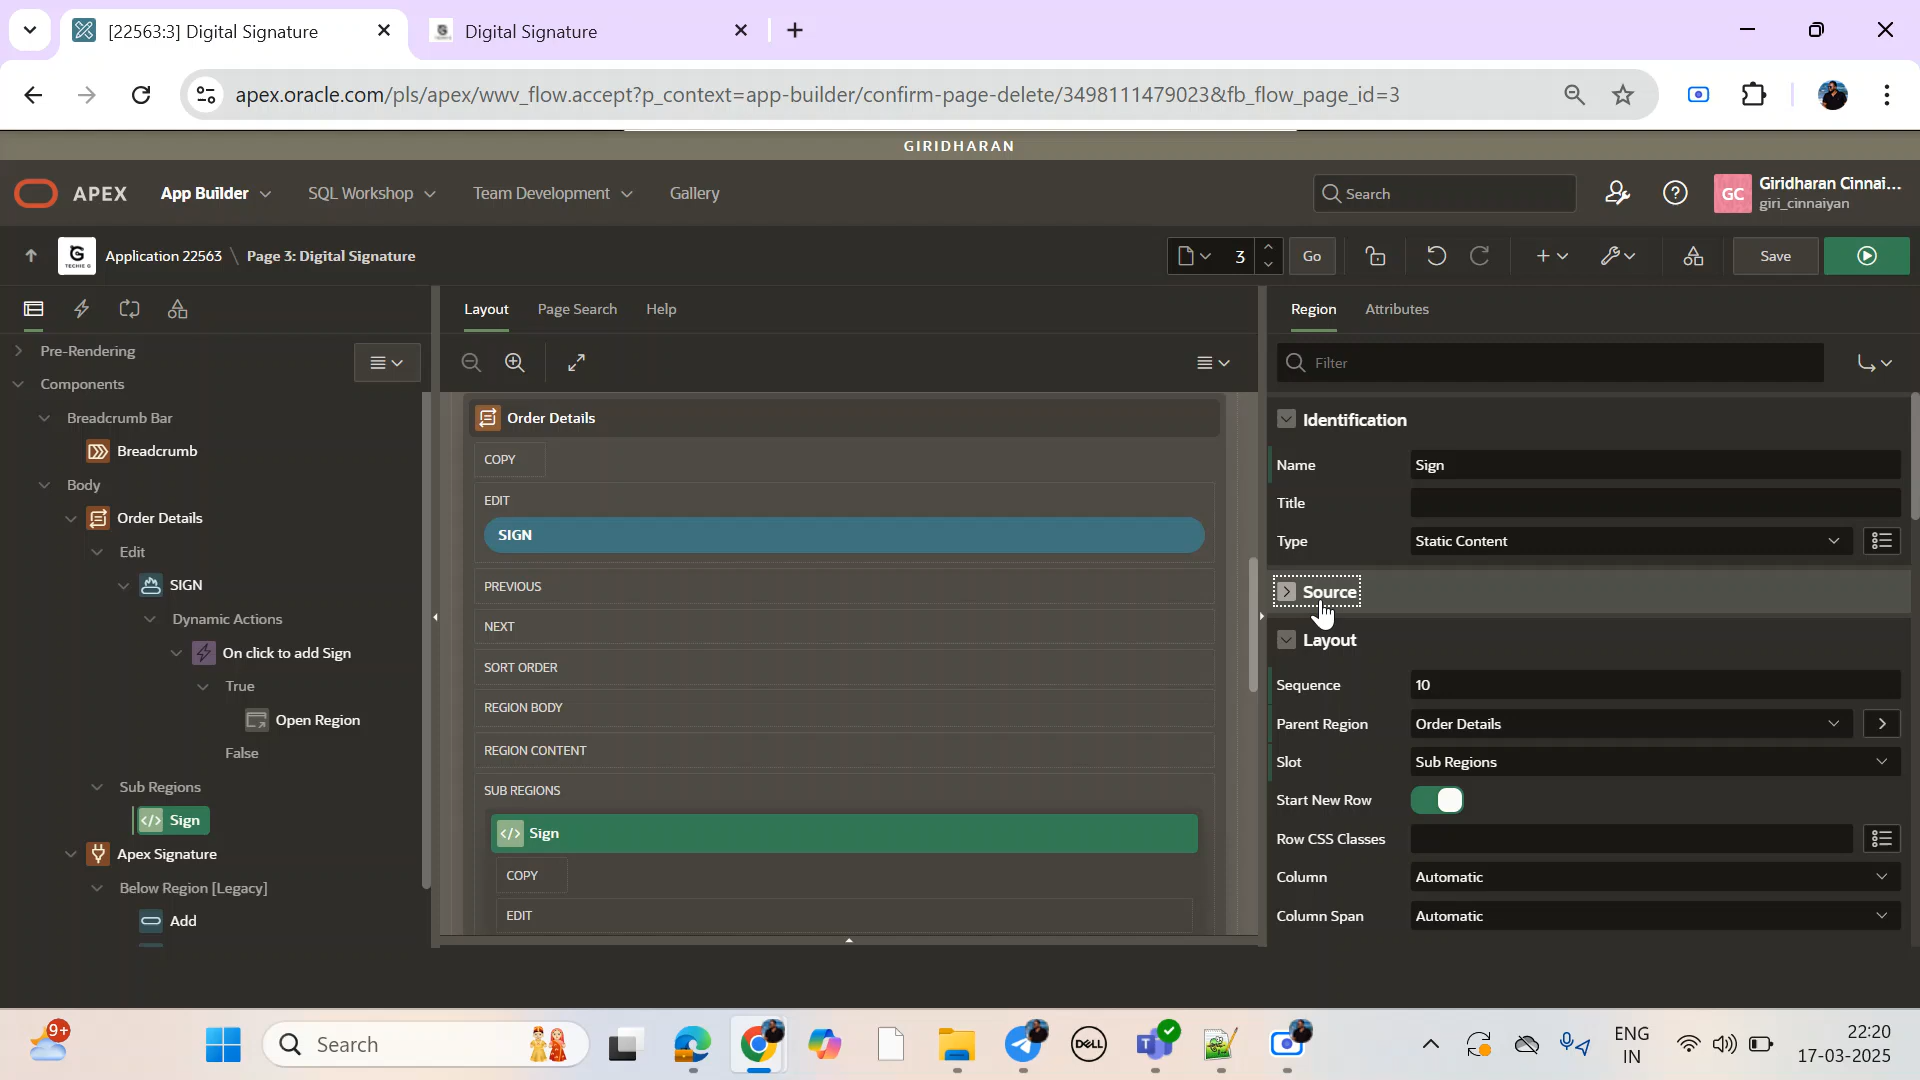 [22563:3] Digital Signature
Digital Signature
apex.oracle.com/pls/apex/wwv_flow.accept?p_context=app-builder/confirm-page-delete/3498111479023&fb_flow_page_id=3
GIRIDHARAN
APEX
App Builder
SQL Workshop
Team Development
Gallery
Search
GC
Giridharan Cinnai...
giri_cinnaiyan
G
TECHIE G
Application 22563 \ Page 3: Digital Signature
3
Go
Save
Layout
Page Search
Help
Region
Attributes
Pre-Rendering
Components
Breadcrumb Bar
Breadcrumb
Body
Order Details
Edit
SIGN
Dynamic Actions
On click to add Sign
True
Open Region
False
Sub Regions
Sign
Apex Signature
Below Region [Legacy]
Add
Order Details
COPY
EDIT
SIGN
PREVIOUS
NEXT
SORT ORDER
REGION BODY
REGION CONTENT
SUB REGIONS
Sign
COPY
EDIT
Filter
Identification
Name Sign
Title
Type Static Content
Source
Layout
Sequence 10
Parent Region Order Details
Slot Sub Regions
Start New Row
Row CSS Classes
Column Automatic
Column Span Automatic
9+
Search
DELL
ENG
IN
22:20
17-03-2025